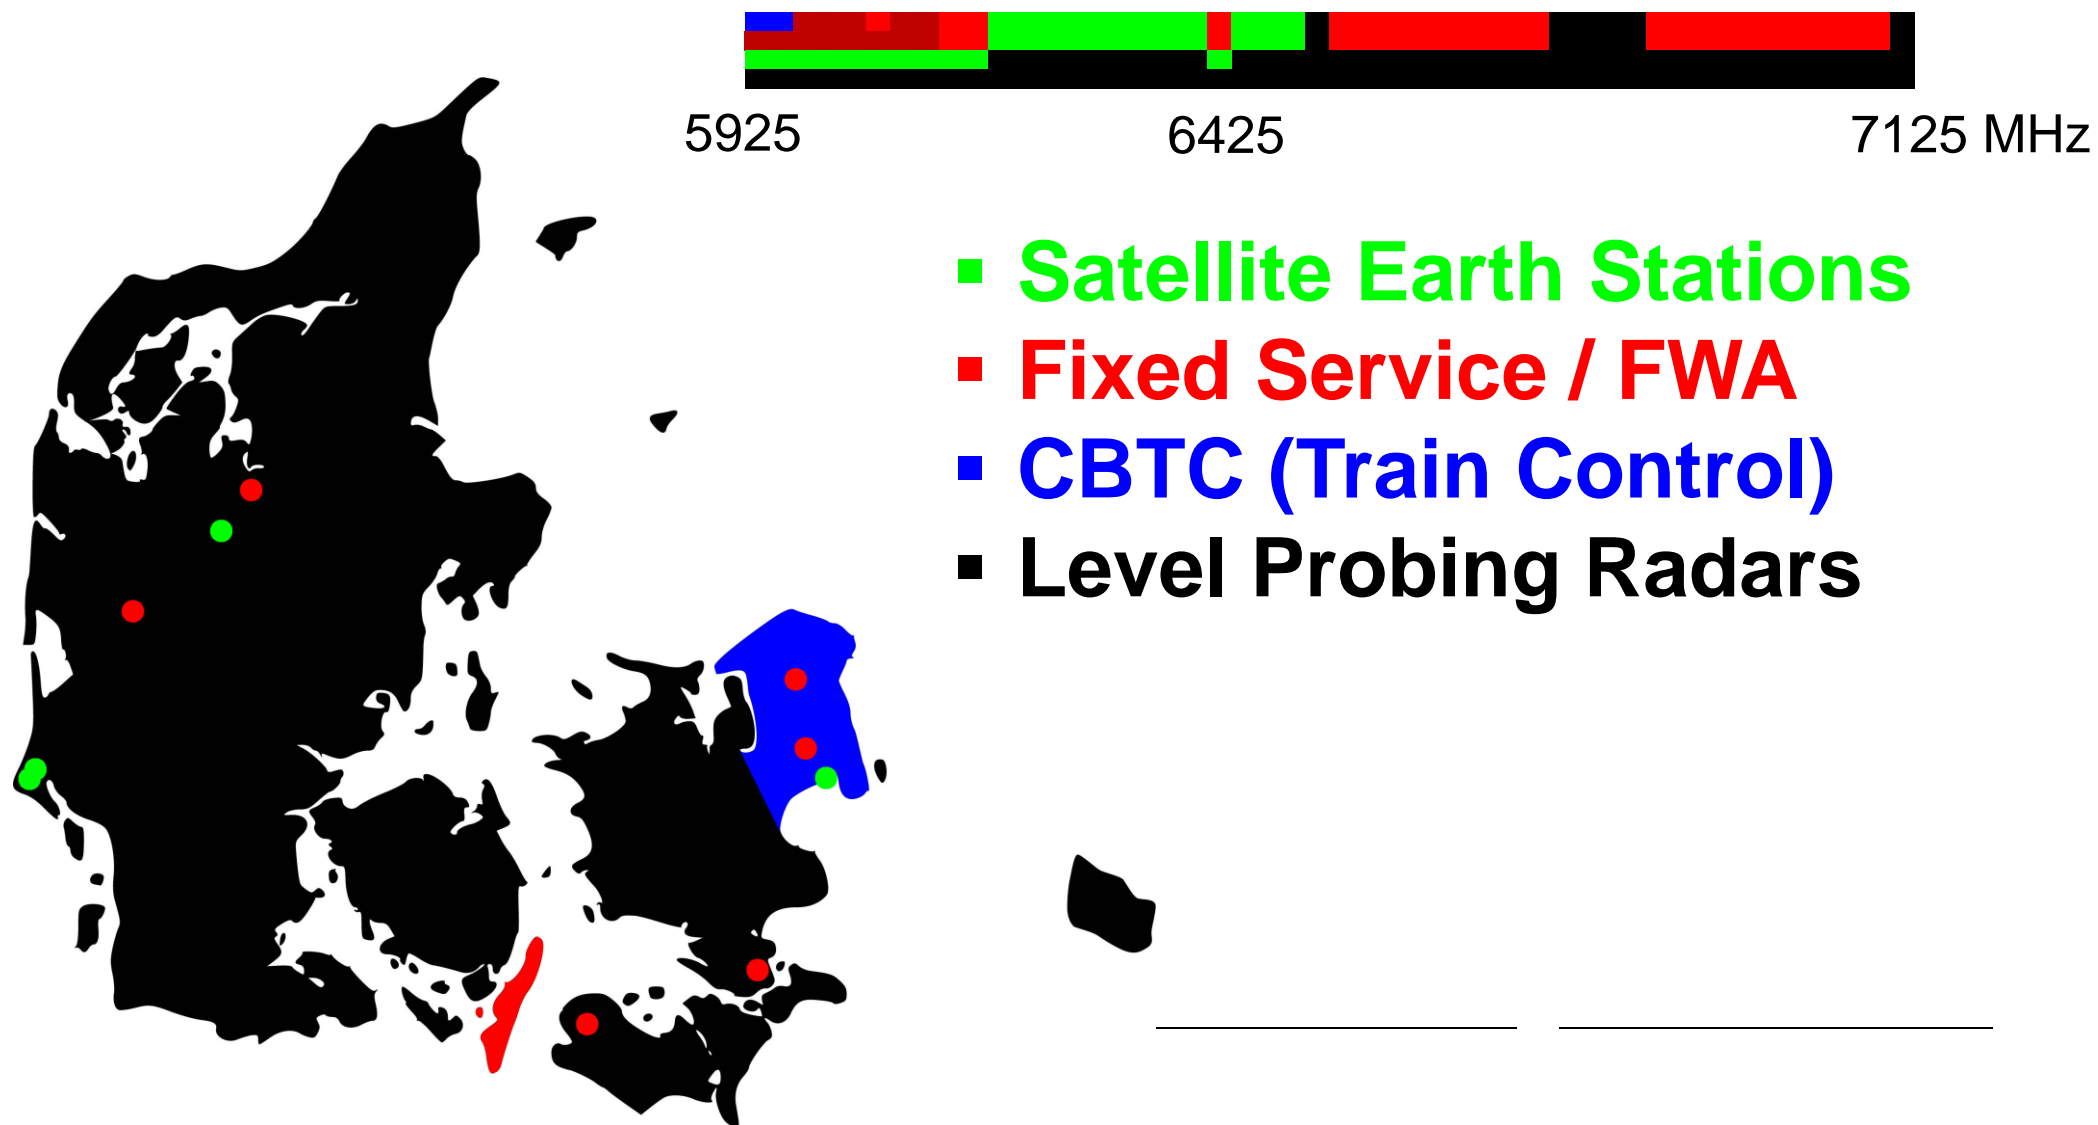 5925 6425 7125 MHz
Satellite Earth Stations
Fixed Service / FWA
CBTC (Train Control)
Level Probing Radars